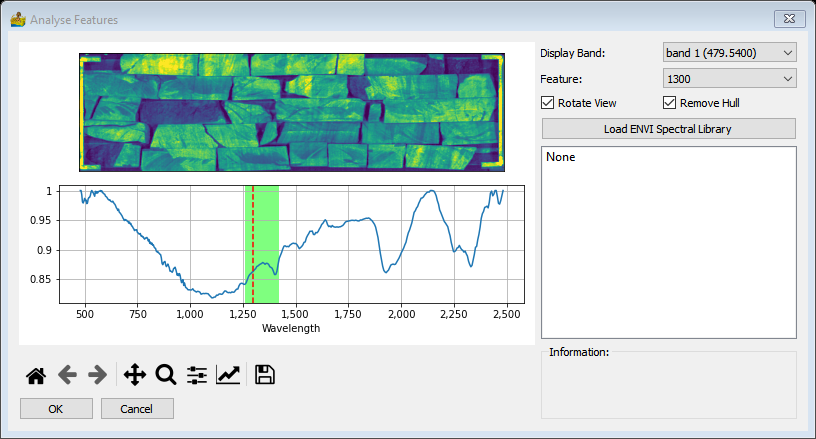 Analyse Features
Display Band:
band 1 (479.5400)
Feature:
1300
Rotate View
Remove Hull
Load ENVI Spectral Library
None
1
0.95
0.9
0.85
500
750
1,000
1,250
1,500
1,750
2,000
2,250
2,500
Wavelength
Information:
OK
Cancel